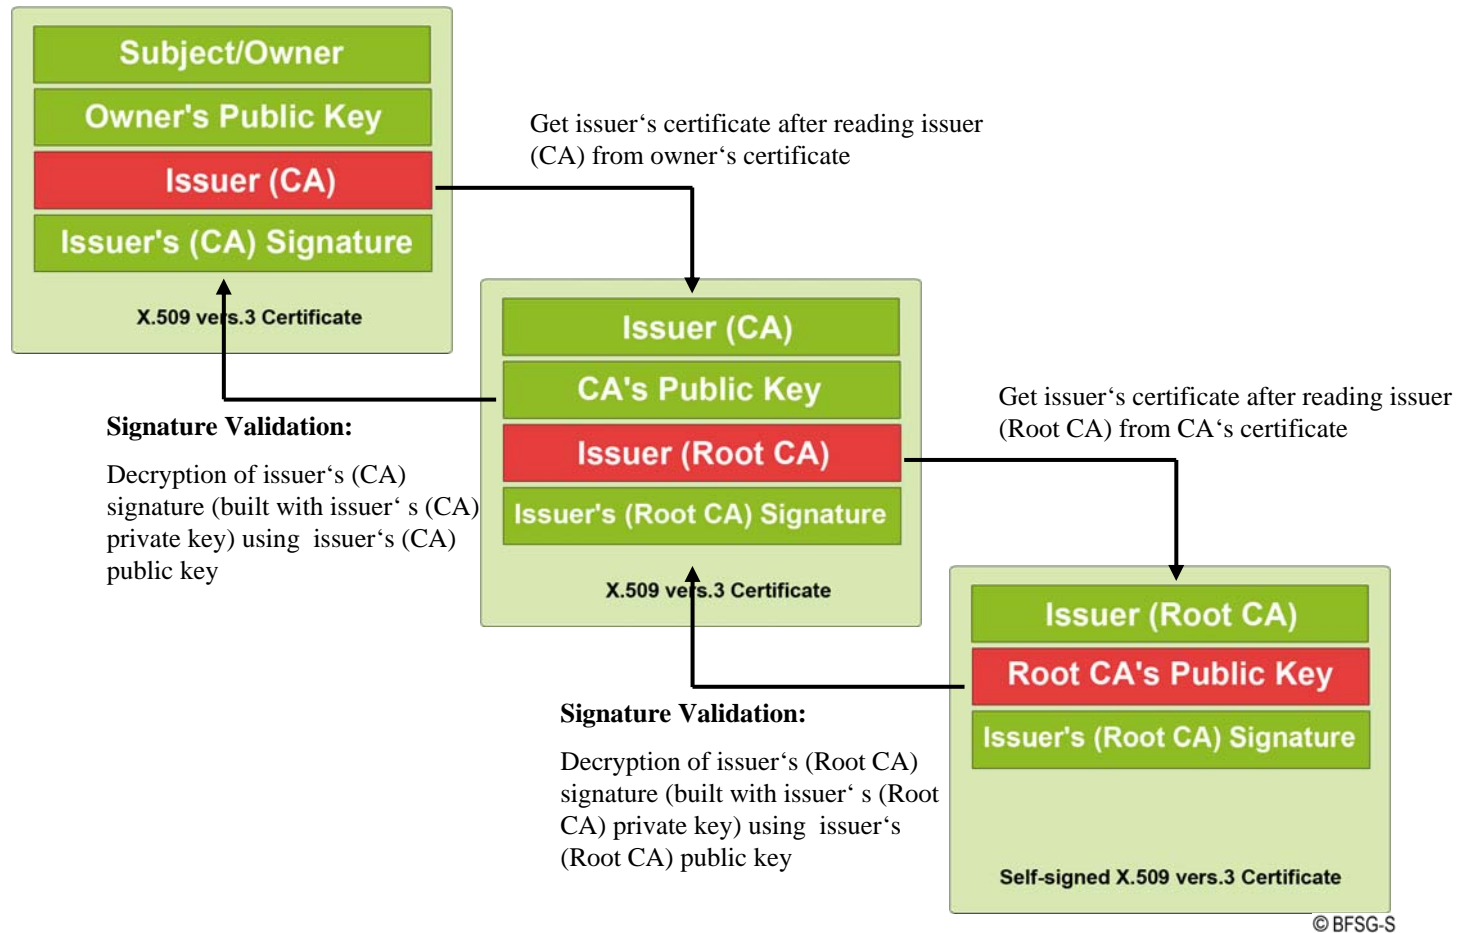 Subject/Owner
Owner's Public Key
Issuer (CA)
Issuer's (CA) Signature
X.509 vers.3 Certificate
Get issuer‘s certificate after reading issuer
(CA) from owner‘s certificate
Issuer (CA)
CA's Public Key
Issuer (Root CA)
Issuer's (Root CA) Signature
X.509 vers.3 Certificate
Signature Validation:
Decryption of issuer‘s (CA)
signature (built with issuer‘ s (CA)
private key) using  issuer‘s (CA)
public key
Get issuer‘s certificate after reading issuer
(Root CA) from CA‘s certificate
Issuer (Root CA)
Root CA's Public Key
Issuer's (Root CA) Signature
Self-signed X.509 vers.3 Certificate
Signature Validation:
Decryption of issuer‘s (Root CA)
signature (built with issuer‘ s (Root
CA) private key) using  issuer‘s
(Root CA) public key
© BFSG-S